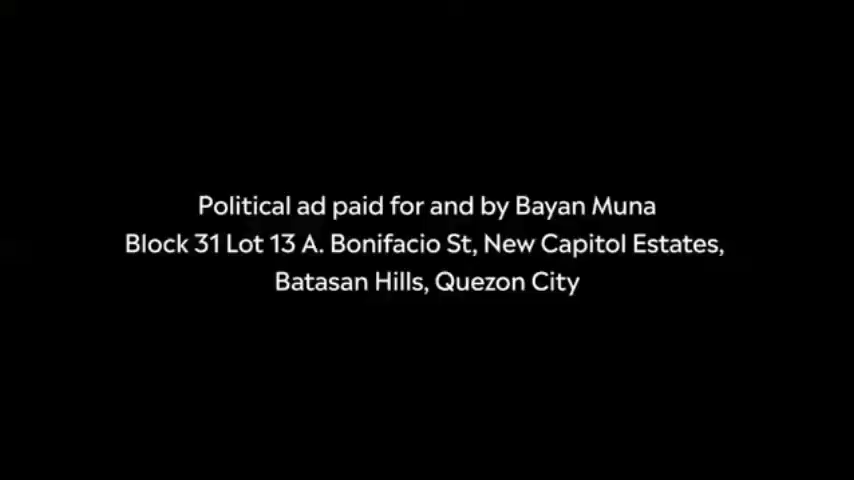 Political ad paid for and by Bayan Muna
Block 31 Lot 13 A. Bonifacio St, New Capitol Estates,
Batasan Hills, Quezon City